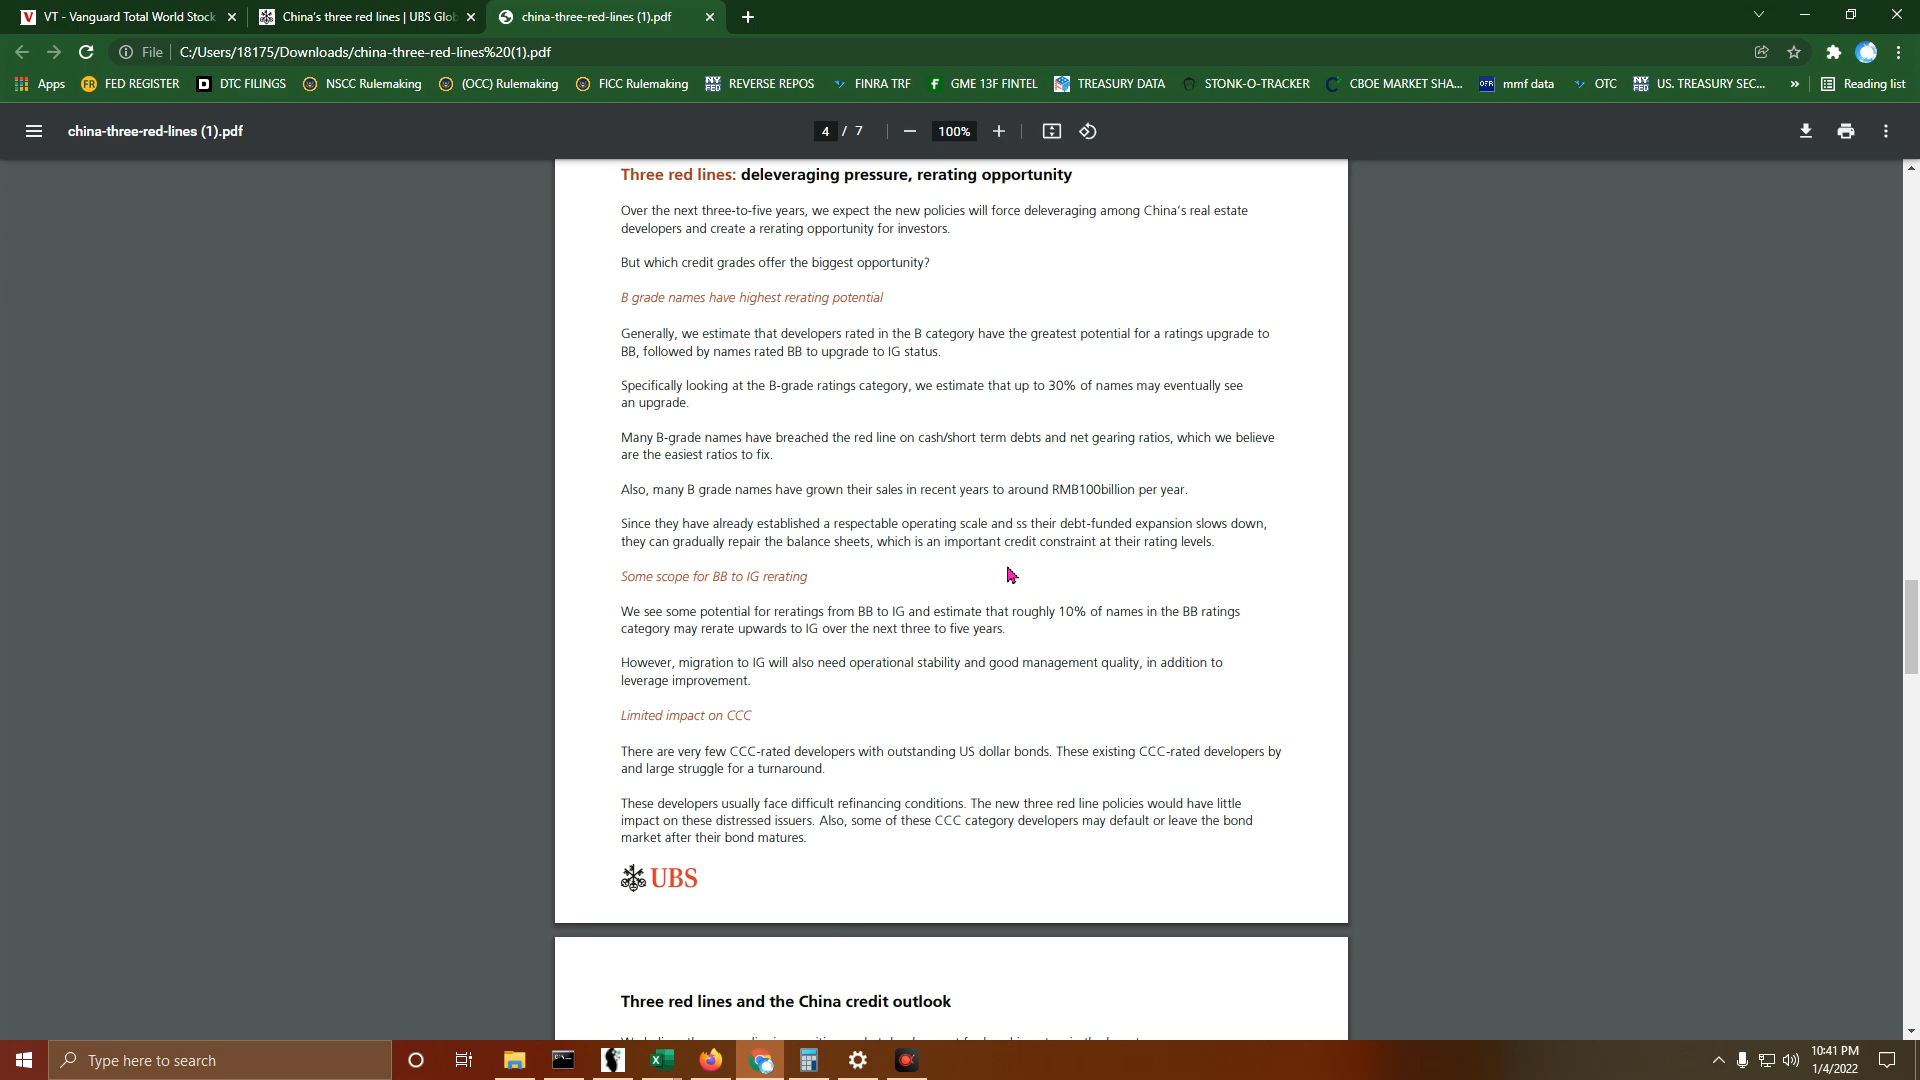 VT - Vanguard Total World Stock
China's three red lines | UBS Glob
china-three-red-lines (1).pdf
File
C:/Users/18175/Downloads/china-three-red-lines%20(1).pdf
Apps
FR
FED REGISTER
DTC FILINGS
NSCC Rulemaking
(OCC) Rulemaking
FICC Rulemaking
NY FED
REVERSE REPOS
FINRA TRF
GME 13F FINTEL
TREASURY DATA
STONK-O-TRACKER
CBOE MARKET SHA...
OFR
mmf data
OTC
NY FED
US. TREASURY SEC...
»
Reading list
china-three-red-lines (1).pdf
4 / 7
100%
Three red lines: deleveraging pressure, rerating opportunity
Over the next three-to-five years, we expect the new policies will force deleveraging among China's real estate
developers and create a rerating opportunity for investors.
But which credit grades offer the biggest opportunity?
B grade names have highest rerating potential
Generally, we estimate that developers rated in the B category have the greatest potential for a ratings upgrade to
BB, followed by names rated BB to upgrade to IG status.
Specifically looking at the B-grade ratings category, we estimate that up to 30% of names may eventually see
an upgrade.
Many B-grade names have breached the red line on cash/short term debts and net gearing ratios, which we believe
are the easiest ratios to fix.
Also, many B grade names have grown their sales in recent years to around RMB100billion per year.
Since they have already established a respectable operating scale and ss their debt-funded expansion slows down,
they can gradually repair the balance sheets, which is an important credit constraint at their rating levels.
Some scope for BB to IG rerating
We see some potential for reratings from BB to IG and estimate that roughly 10% of names in the BB ratings
category may rerate upwards to IG over the next three to five years.
However, migration to IG will also need operational stability and good management quality, in addition to
leverage improvement.
Limited impact on CCC
There are very few CCC-rated developers with outstanding US dollar bonds. These existing CCC-rated developers by
and large struggle for a turnaround.
These developers usually face difficult refinancing conditions. The new three red line policies would have little
impact on these distressed issuers. Also, some of these CCC category developers may default or leave the bond
market after their bond matures.
UBS
Three red lines and the China credit outlook
Type here to search
10:41 PM
1/4/2022